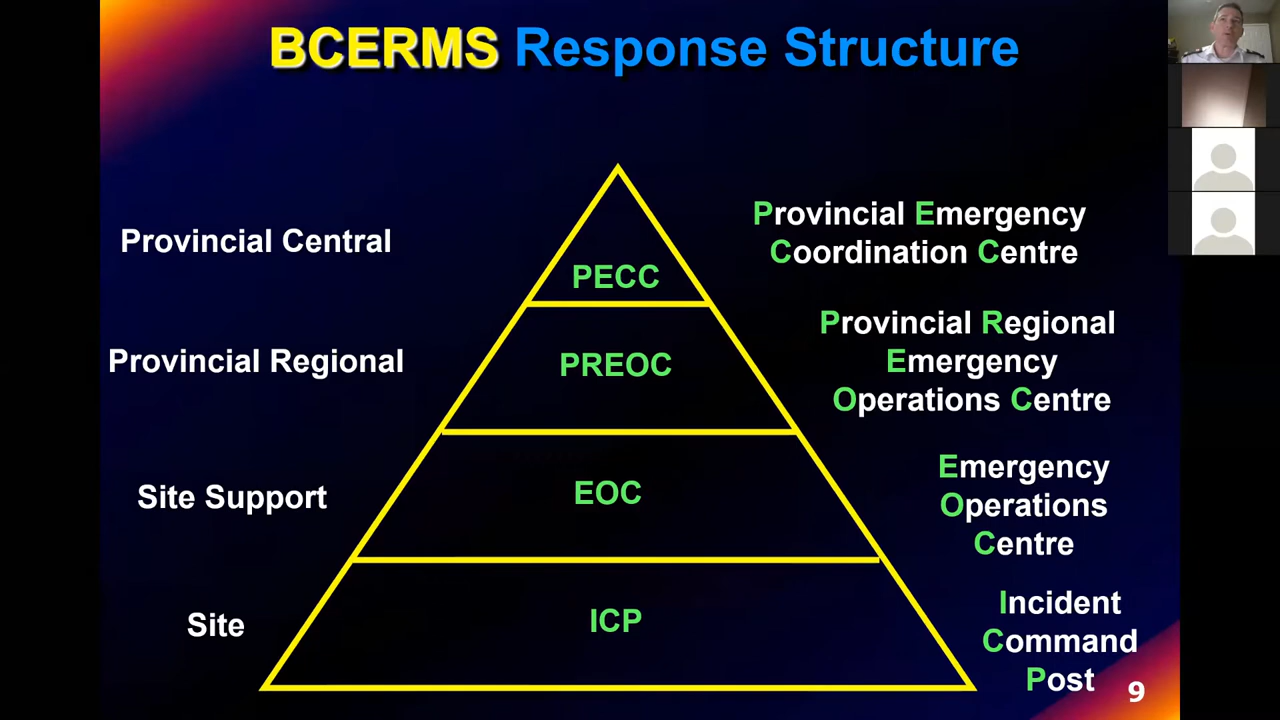 BCERMS Response Structure
Provincial Central
PECC
Provincial Emergency
Coordination Centre
Provincial Regional
PREOC
Provincial Regional
Emergency
Operations Centre
Site Support
EOC
Emergency
Operations
Centre
Site
ICP
Incident
Command
Post
9